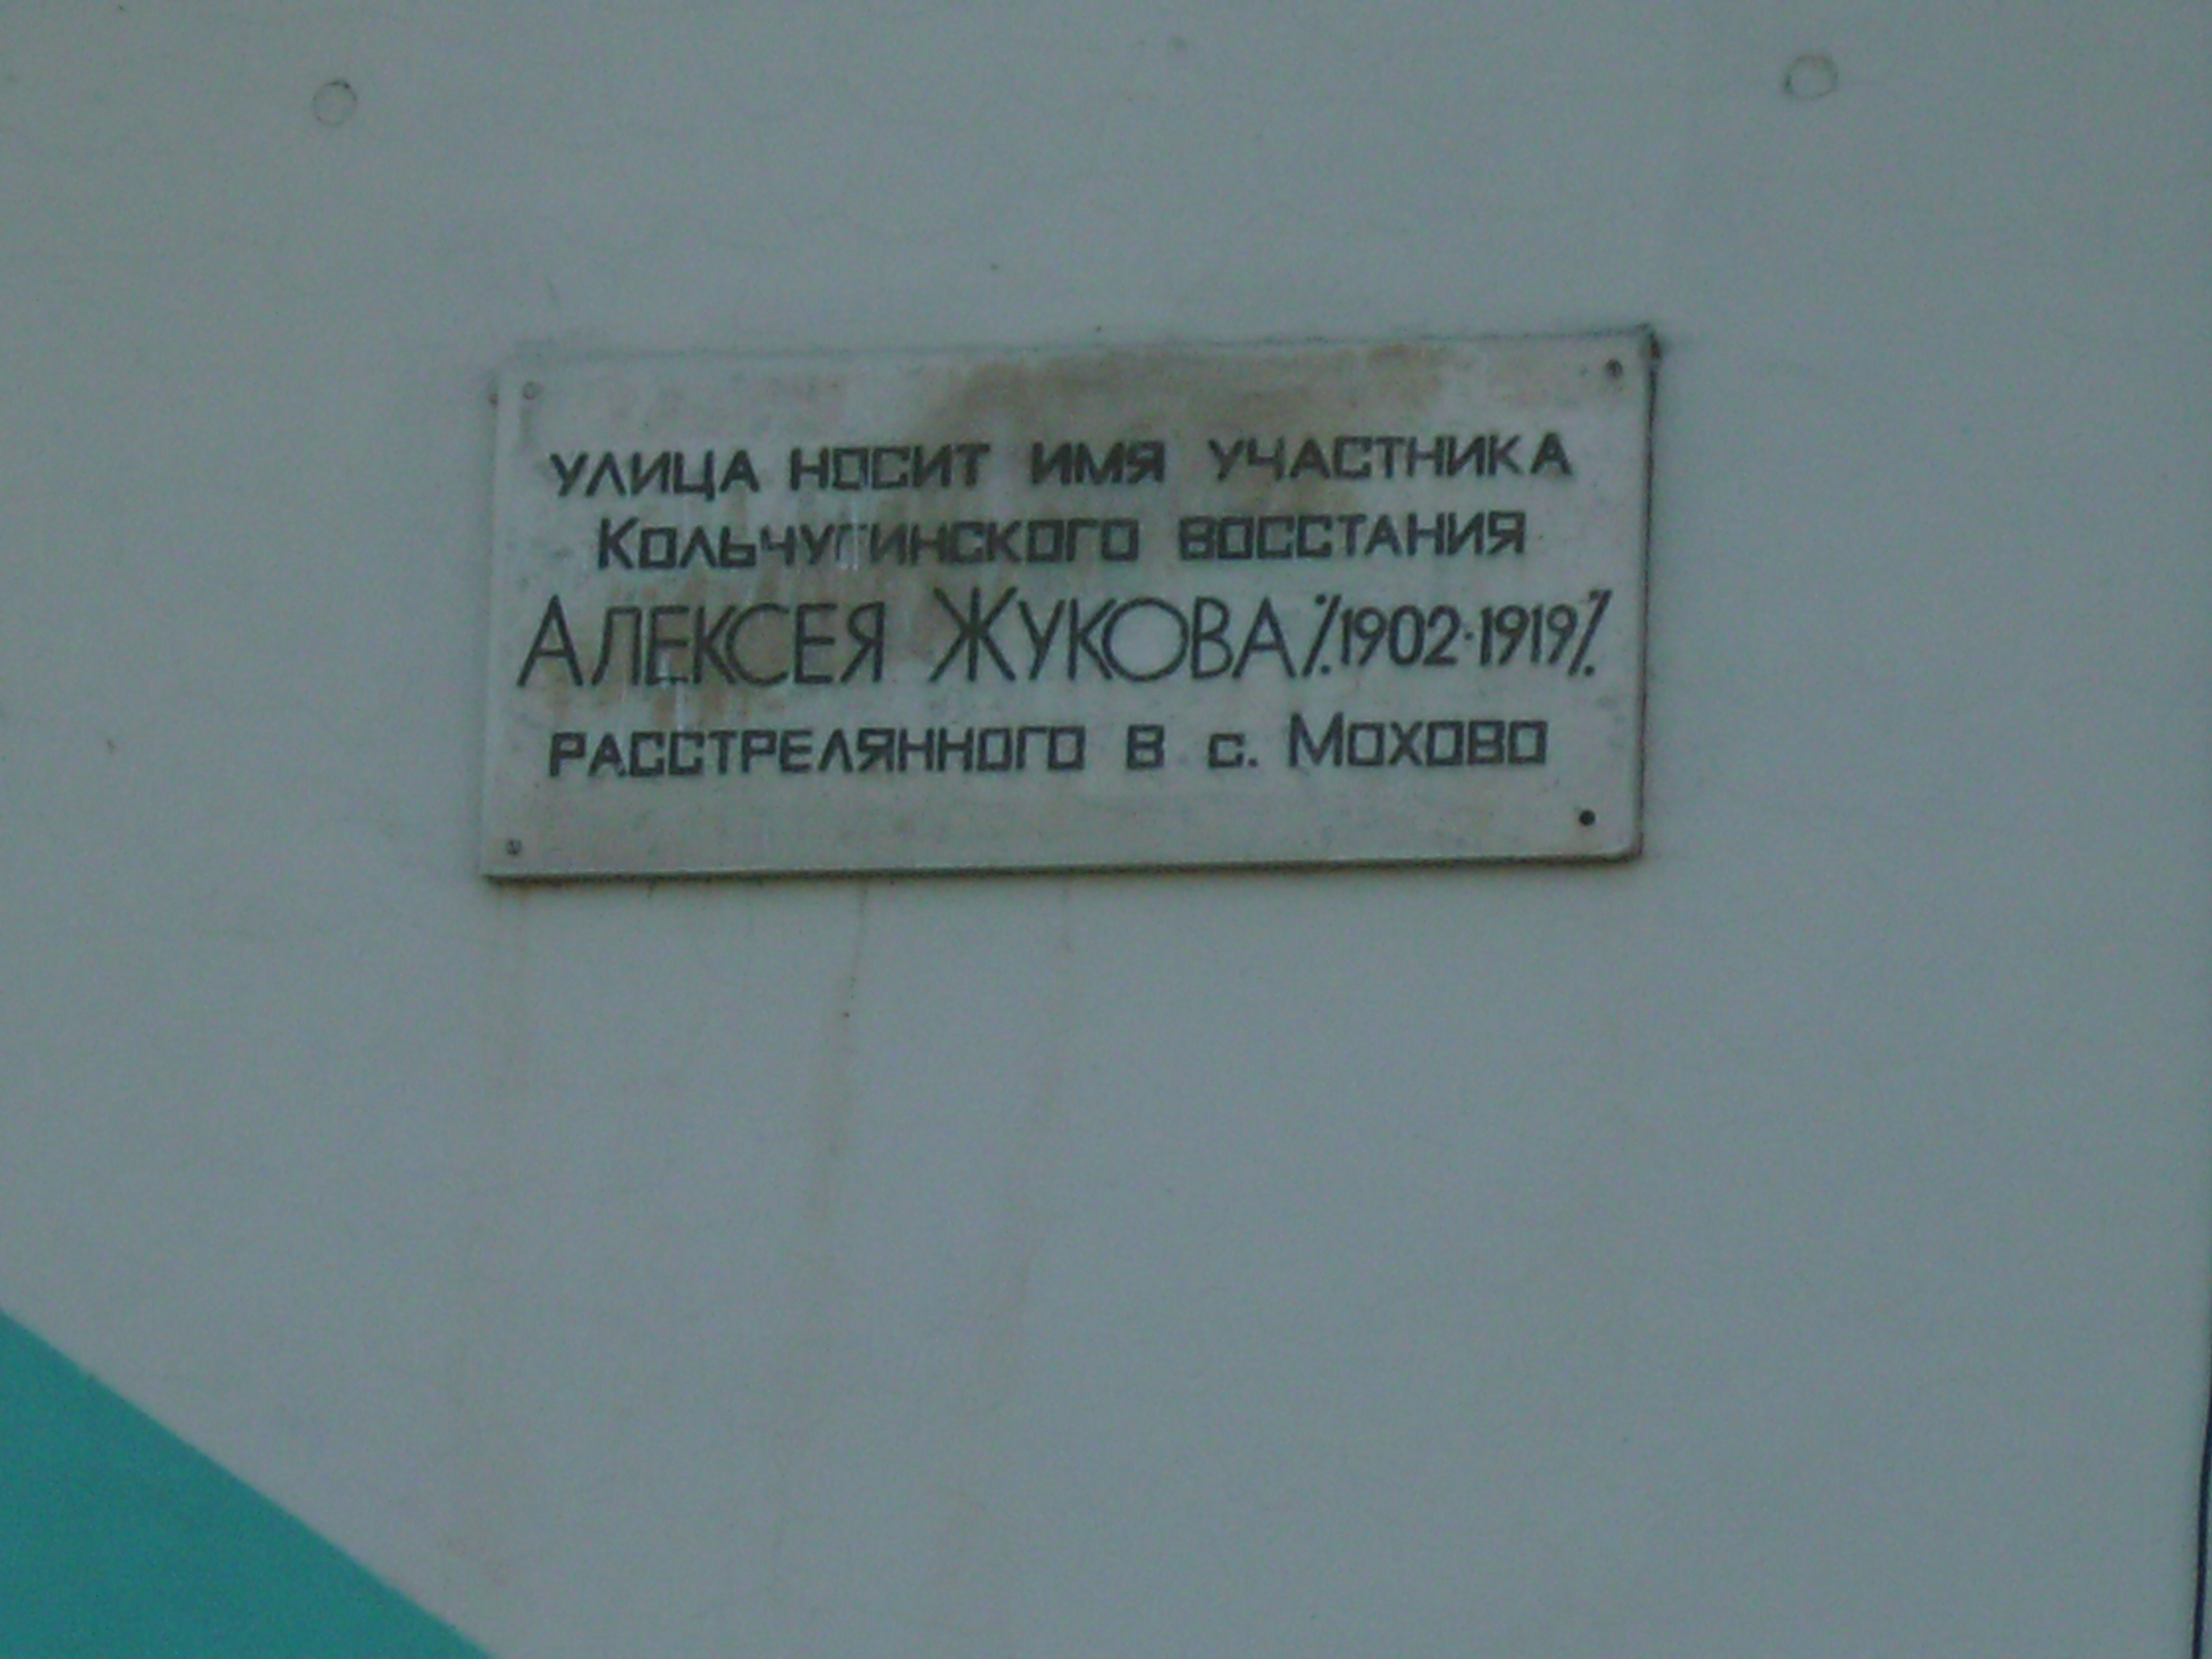 УЛИЦА НОСИТ ИМЯ УЧАСТНИКА
КОЛЬЧУГИНСКОГО ВОССТАНИЯ
АЛЕКСЕЯ ЖУКОВА ⁒1902-1919⁒
РАССТРЕЛЯННОГО В с. МОХОВО